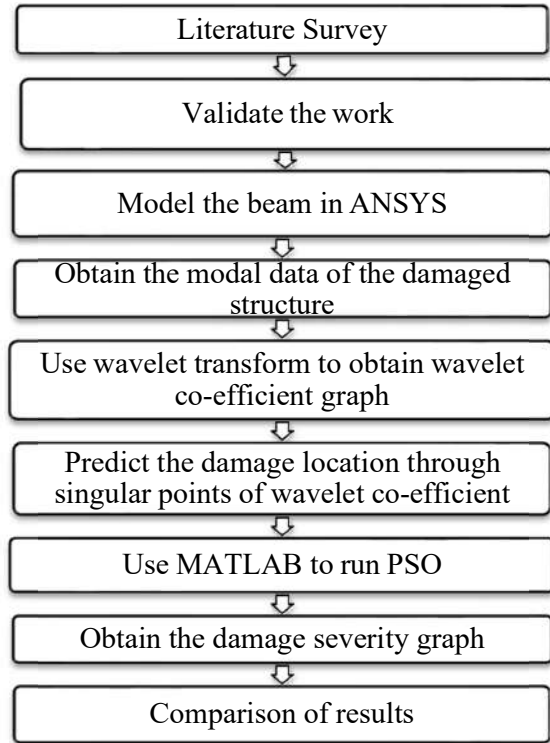 Literature Survey
Validate the work
Model the beam in ANSYS
Obtain the modal data of the damaged
structure
Use wavelet transform to obtain wavelet
co-efficient graph
Predict the damage location through
singular points of wavelet co-efficient
Use MATLAB to run PSO
Obtain the damage severity graph
Comparison of results